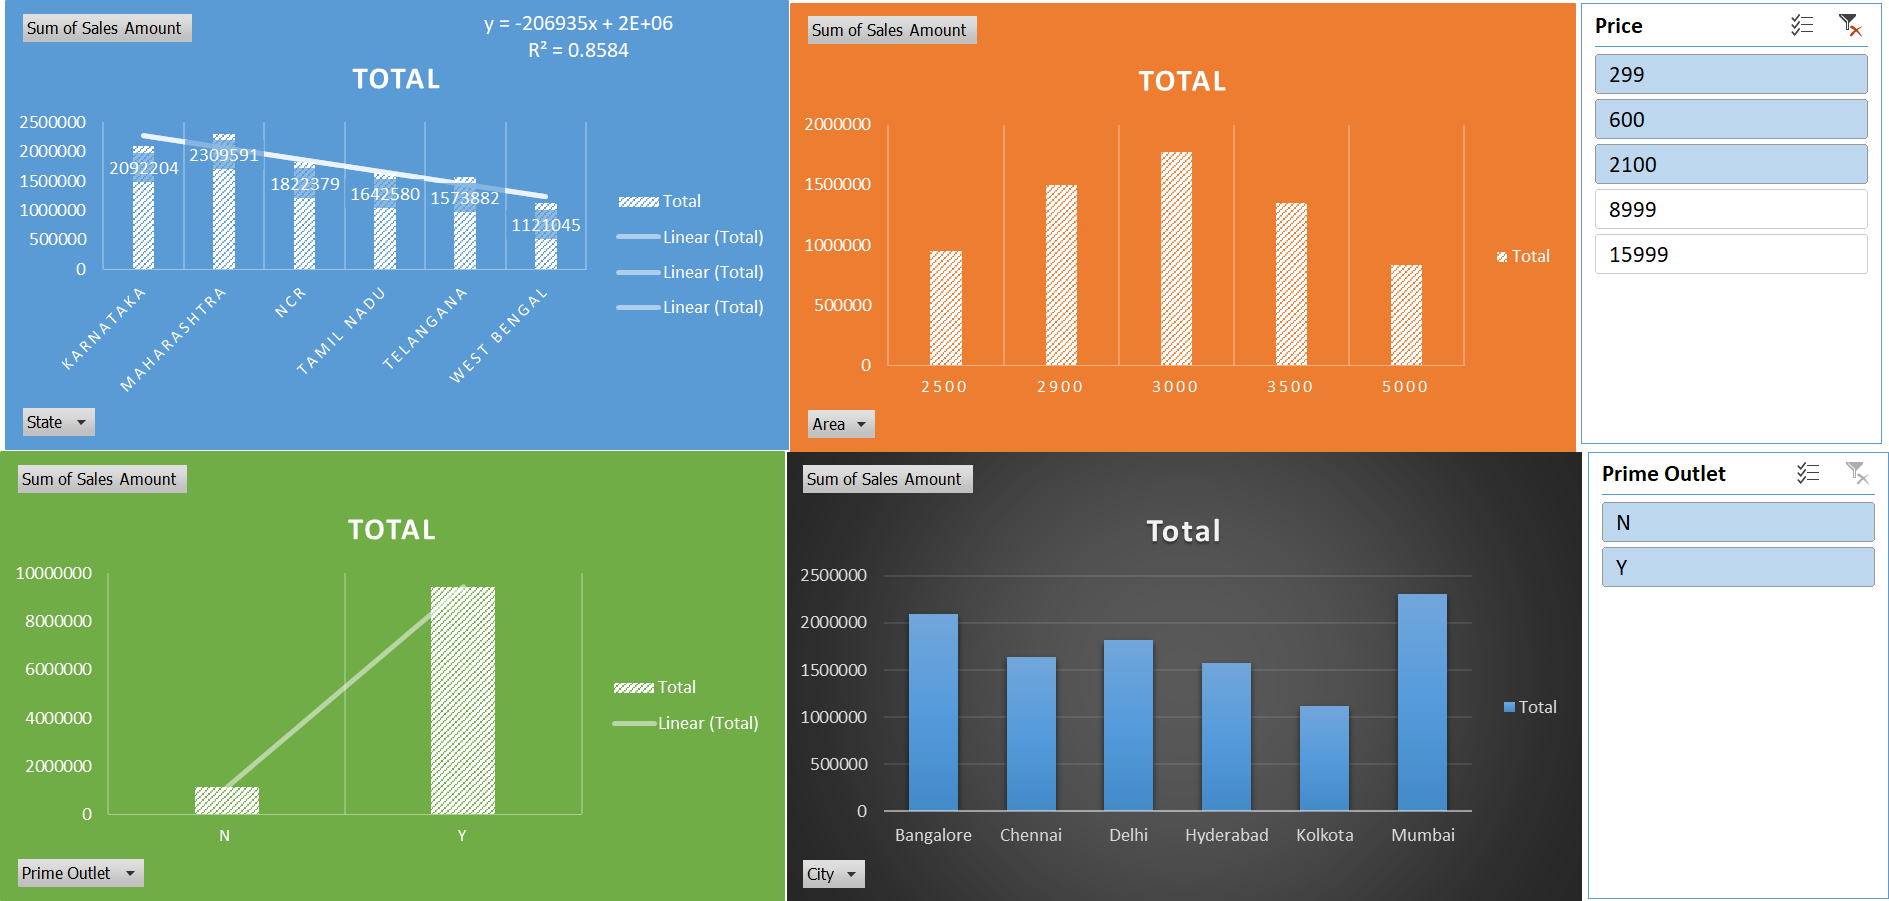 Sum of Sales Amount
y = -206935x + 2E+06
R² = 0.8584
TOTAL
2500000
2000000
1500000
1000000
500000
0
2092204
2309591
1822379
1642580
1573882
1121045
KARNATAKA
MAHARASHTRA
NCR
TAMIL NADU
TELANGANA
WEST BENGAL
Total
Linear (Total)
Linear (Total)
Linear (Total)
State
Sum of Sales Amount
TOTAL
2000000
1500000
1000000
500000
0
2500 2900 3000 3500 5000
Total
Area
Price
299
600
2100
8999
15999
Sum of Sales Amount
TOTAL
10000000
8000000
6000000
4000000
2000000
0
N Y
Total
Linear (Total)
Prime Outlet
Sum of Sales Amount
Total
2500000
2000000
1500000
1000000
500000
0
Bangalore Chennai Delhi Hyderabad Kolkota Mumbai
Total
City
Prime Outlet
N
Y